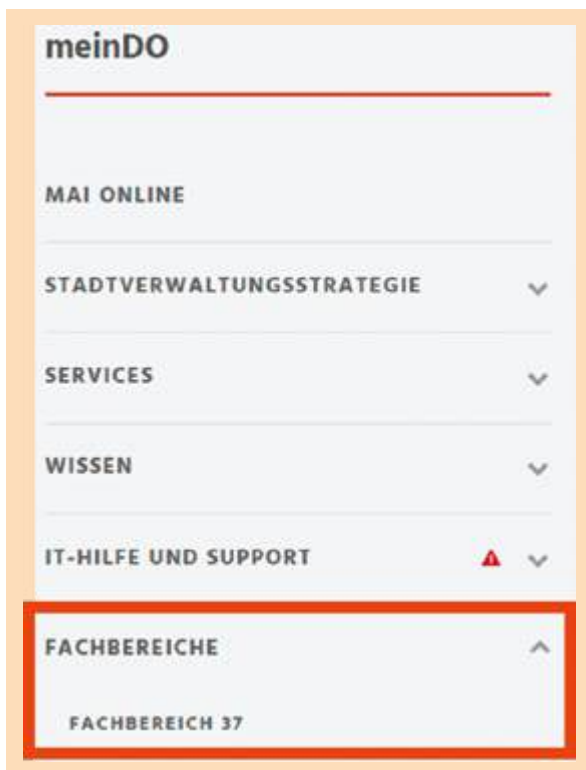 meinDO
MAI ONLINE
STADTVERWALTUNGSSTRATEGIE
SERVICES
WISSEN
IT-HILFE UND SUPPORT
FACHBEREICHE
FACHBEREICH 37